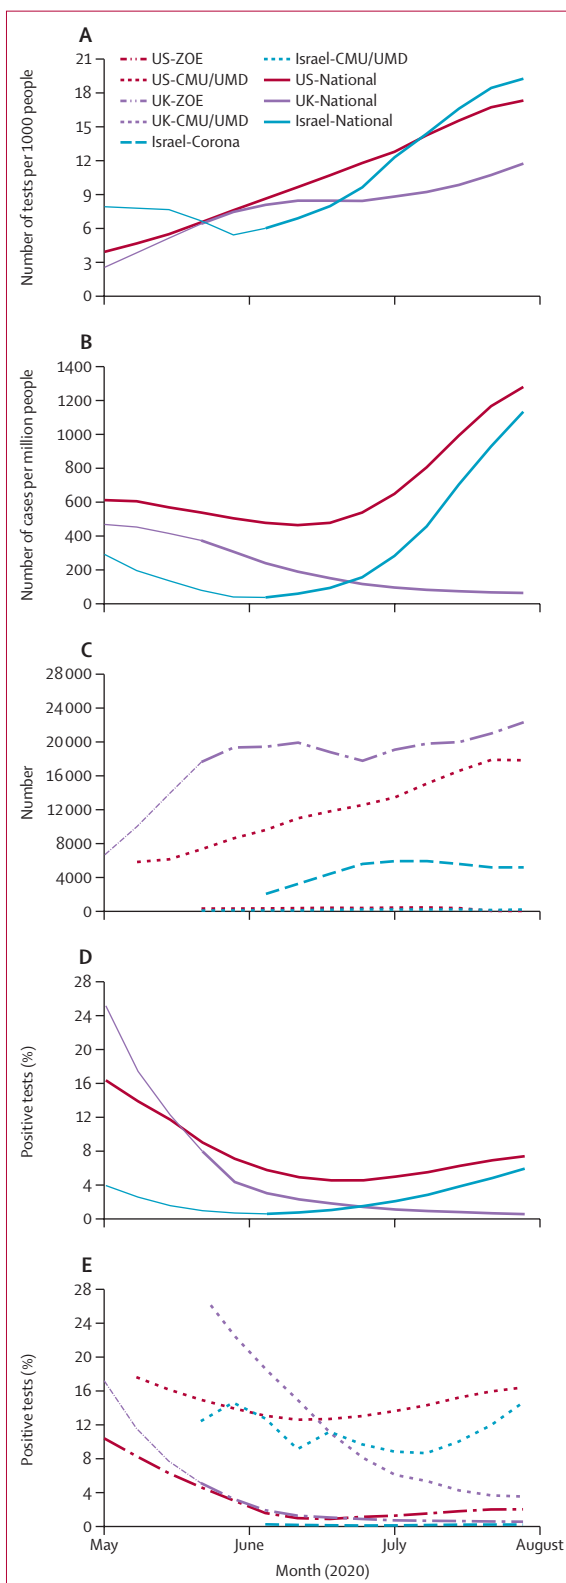 A
US-ZOE
US-CMU/UMD
UK-ZOE
UK-CMU/UMD
Israel-Corona
Israel-CMU/UMD
US-National
UK-National
Israel-National
Number of tests per 1000 people
21
18
15
12
9
6
3
0
B
Number of cases per million people
1400
1200
1000
800
600
400
200
0
C
Number
28 000
24 000
20 000
16 000
12 000
8000
4000
0
D
Positive tests (%)
28
24
20
16
12
8
4
0
E
Positive tests (%)
28
24
20
16
12
8
4
0
May
June
July
August
Month (2020)